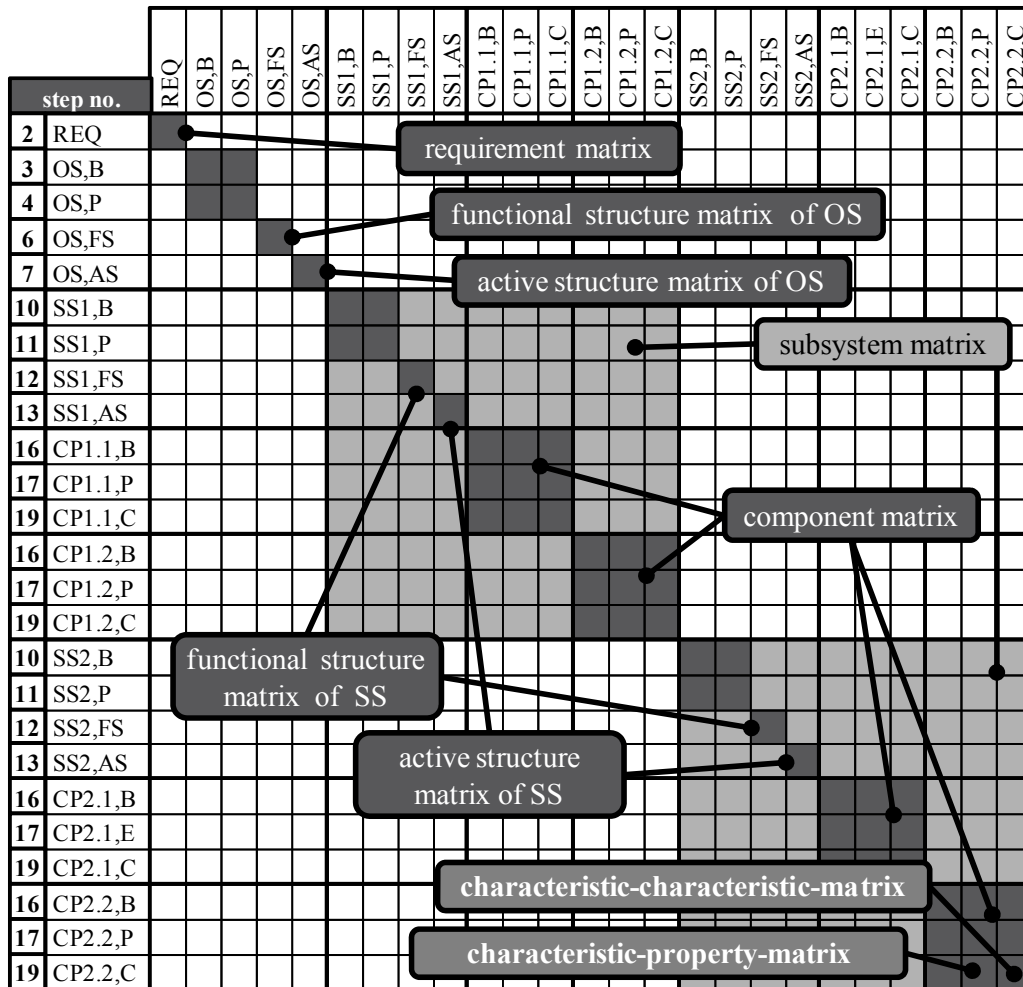 REQ OS,B OS,P OS,FS OS,AS SS1,B SS1,P SS1,FS SS1,AS CP1.1,B CP1.1,P CP1.1,C CP1.2,B CP1.2,P CP1.2,C SS2,B SS2,P SS2,FS SS2,AS CP2.1,B CP2.1,E CP2.1,C CP2.2,B CP2.2,P CP2.2,C
step no.
2 REQ
requirement matrix
3 OS,B
4 OS,P
functional structure matrix of OS
6 OS,FS
7 OS,AS
active structure matrix of OS
10 SS1,B
11 SS1,P
subsystem matrix
12 SS1,FS
13 SS1,AS
16 CP1.1,B
17 CP1.1,P
19 CP1.1,C
component matrix
16 CP1.2,B
17 CP1.2,P
19 CP1.2,C
10 SS2,B
functional structure
matrix of SS
11 SS2,P
12 SS2,FS
13 SS2,AS
active structure
matrix of SS
16 CP2.1,B
17 CP2.1,E
19 CP2.1,C
characteristic-characteristic-matrix
16 CP2.2,B
17 CP2.2,P
characteristic-property-matrix
19 CP2.2,C